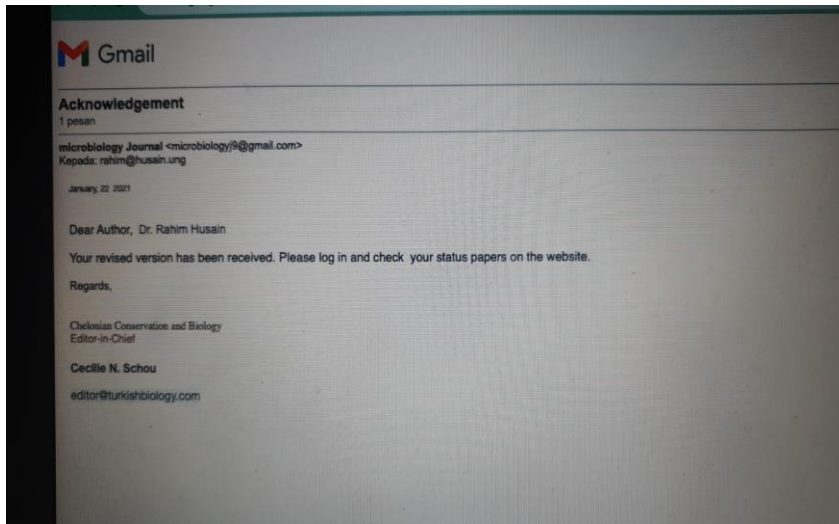 Gmail
Acknowledgement
1 pesan
microbiology Journal <microbiologyj9@gmail.com>
Kepada: rahim@husain.ung
January, 22 2021
Dear Author, Dr. Rahim Husain
Your revised version has been received. Please log in and check your status papers on the website.
Regards,
Chelonian Conservation and Biology
Editor-in-Chief
Cecilie N. Schou
editor@turkishbiology.com